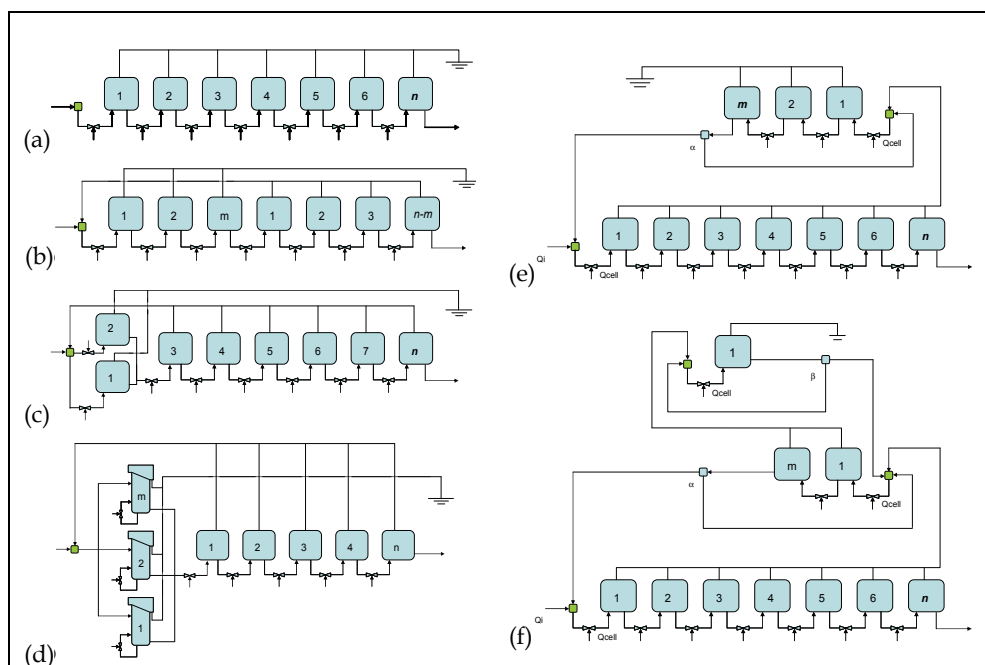 1 2 3 4 5 6 n
(a)
1 2 m 1 2 3 n-m
(b)
2
1 3 4 5 6 7 n
(c)
m
2 1 2 3 4 n
1
(d)
m 2 1
α Qcell
1 2 3 4 5 6 n
(e)
Qi Qcell
1
β
Qcell
m 1
α Qcell
1 2 3 4 5 6 n
(f)
Qi Qcell